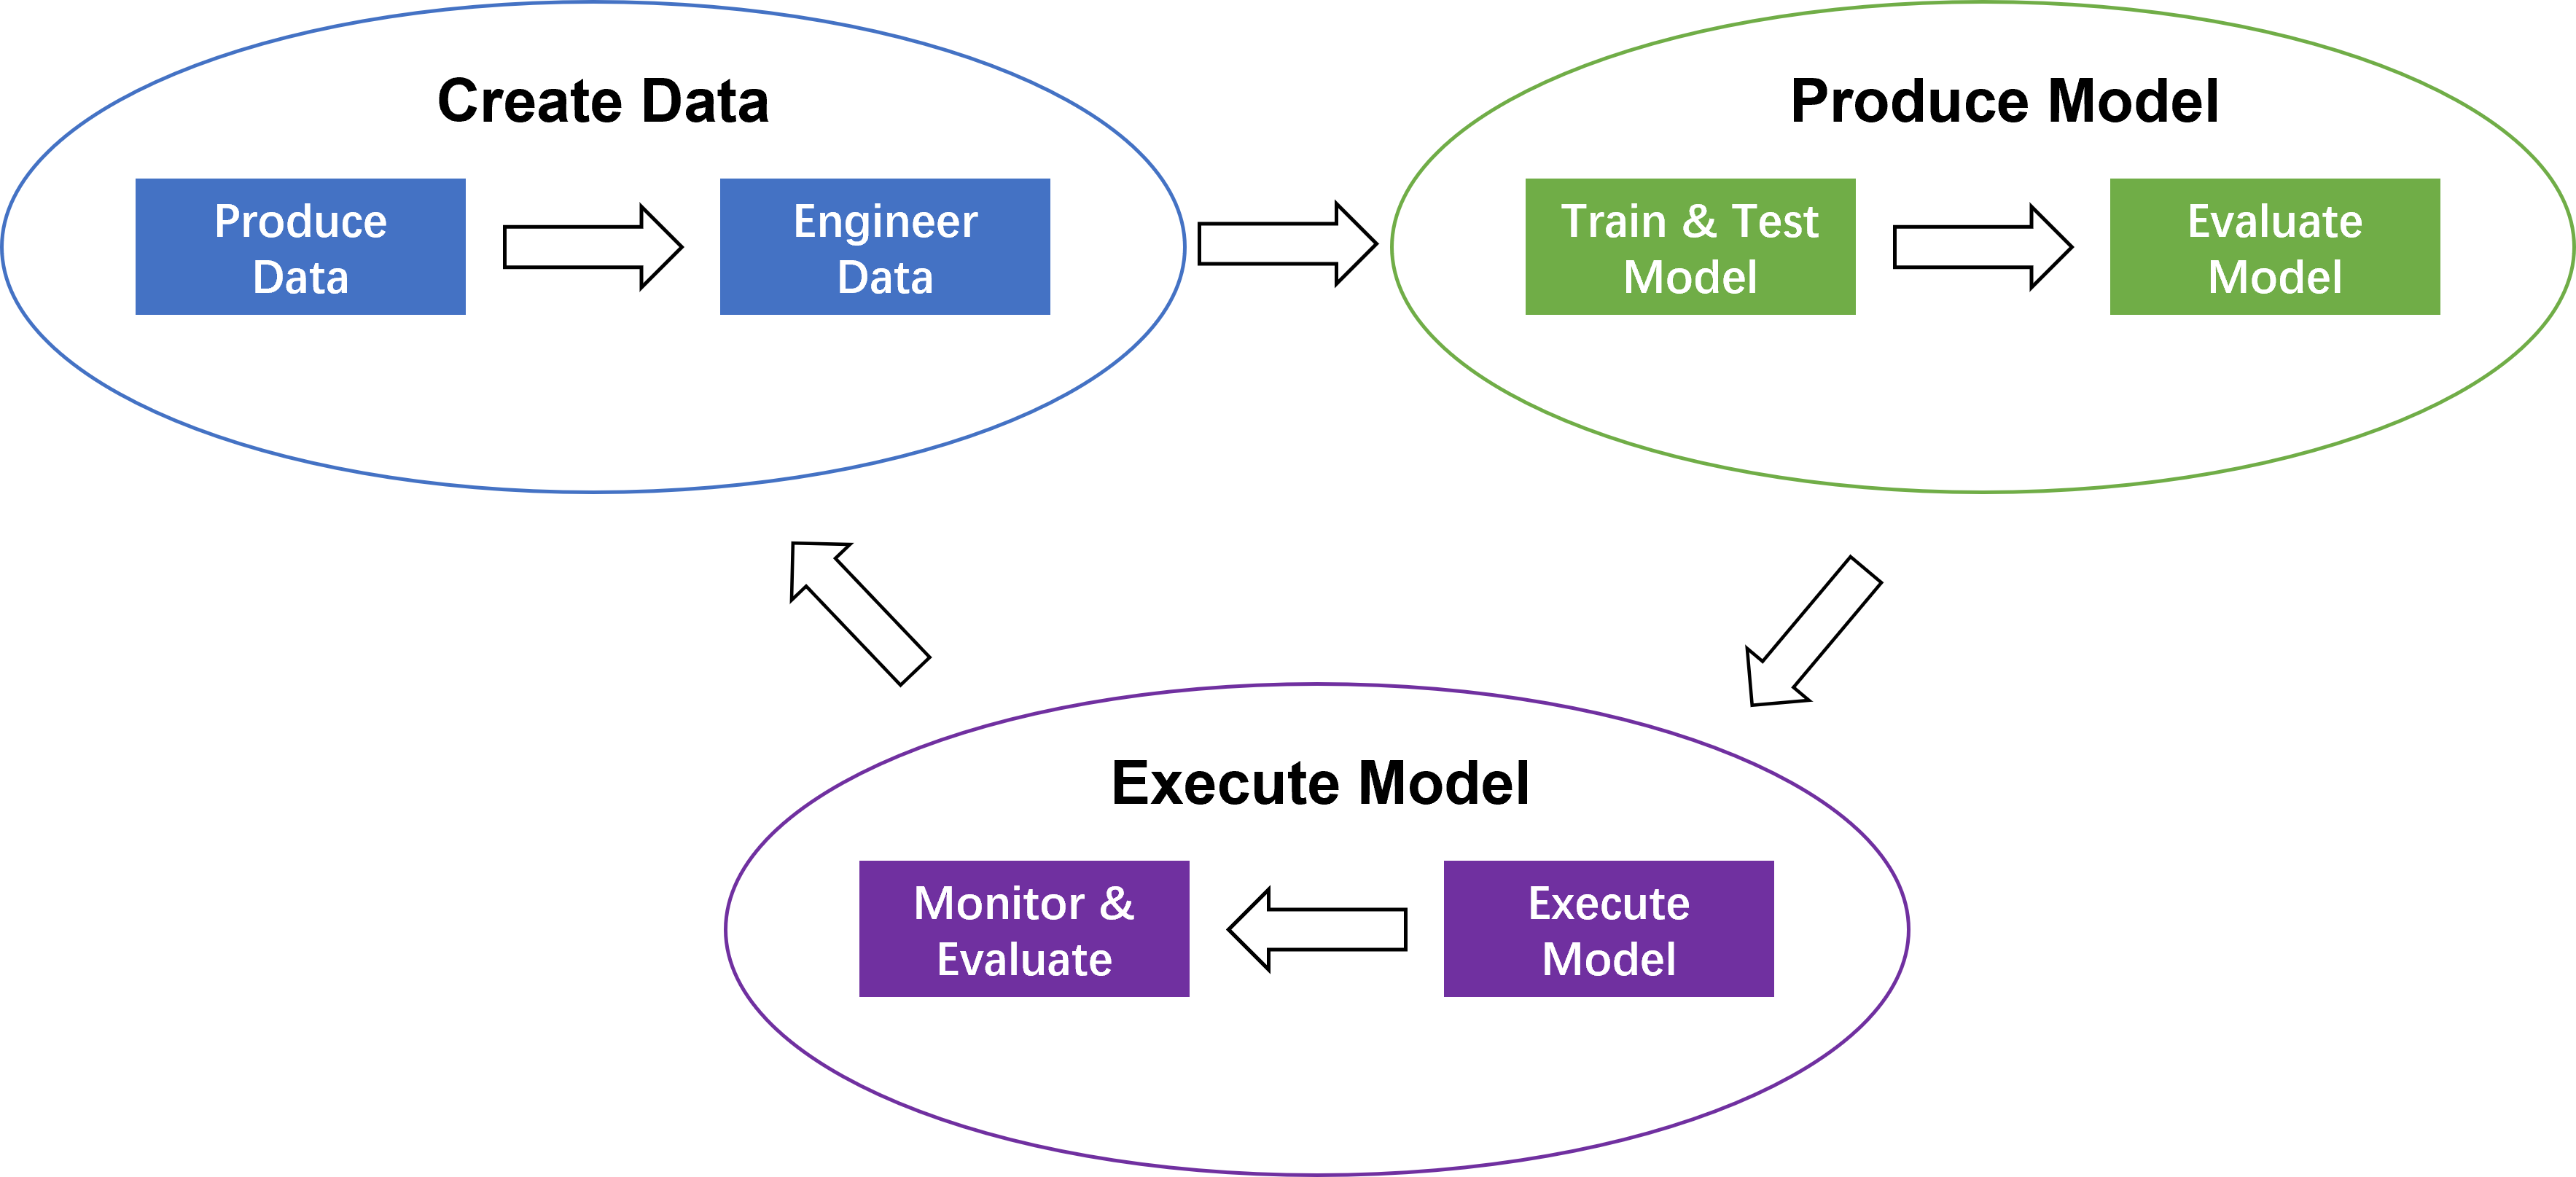 Create Data
Produce
Data
Engineer
Data
Produce Model
Train & Test
Model
Evaluate
Model
Execute Model
Monitor &
Evaluate
Execute
Model